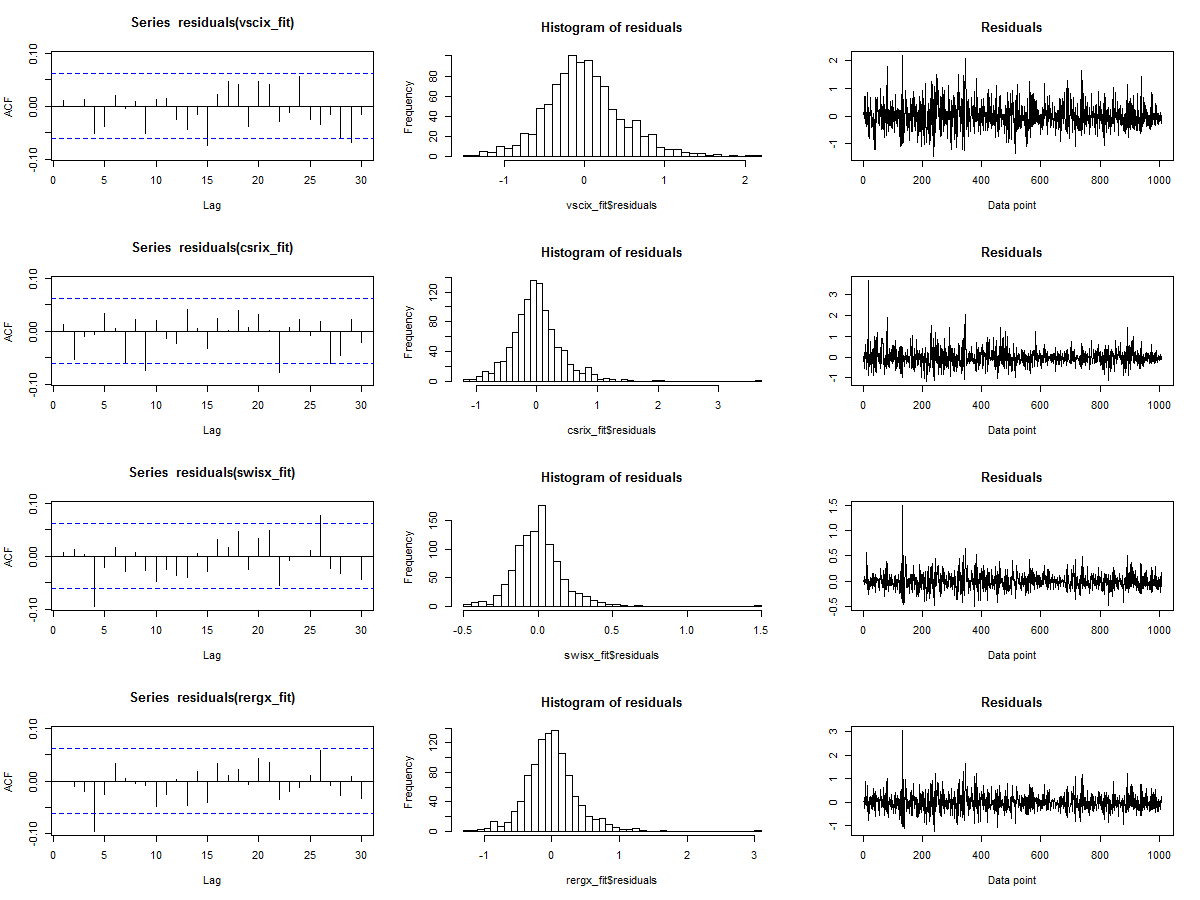 Series residuals(vscix_fit)
ACF
-0.10 0.00 0.10
0 5 10 15 20 25 30
Lag
Histogram of residuals
Frequency
0 20 40 60 80
-1 0 1 2
vscix_fit$residuals
Residuals
-1 0 1 2
0 200 400 600 800 1000
Data point
Series residuals(csrix_fit)
ACF
-0.10 0.00 0.10
0 5 10 15 20 25 30
Lag
Histogram of residuals
Frequency
0 40 80 120
-1 0 1 2 3
csrix_fit$residuals
Residuals
-1 0 1 2 3
0 200 400 600 800 1000
Data point
Series residuals(swisx_fit)
ACF
-0.10 0.00 0.10
0 5 10 15 20 25 30
Lag
Histogram of residuals
Frequency
0 50 100 150
-0.5 0.0 0.5 1.0 1.5
swisx_fit$residuals
Residuals
-0.5 0.0 0.5 1.0 1.5
0 200 400 600 800 1000
Data point
Series residuals(rergx_fit)
ACF
-0.10 0.00 0.10
0 5 10 15 20 25 30
Lag
Histogram of residuals
Frequency
0 40 80 120
-1 0 1 2 3
rergx_fit$residuals
Residuals
-1 0 1 2 3
0 200 400 600 800 1000
Data point